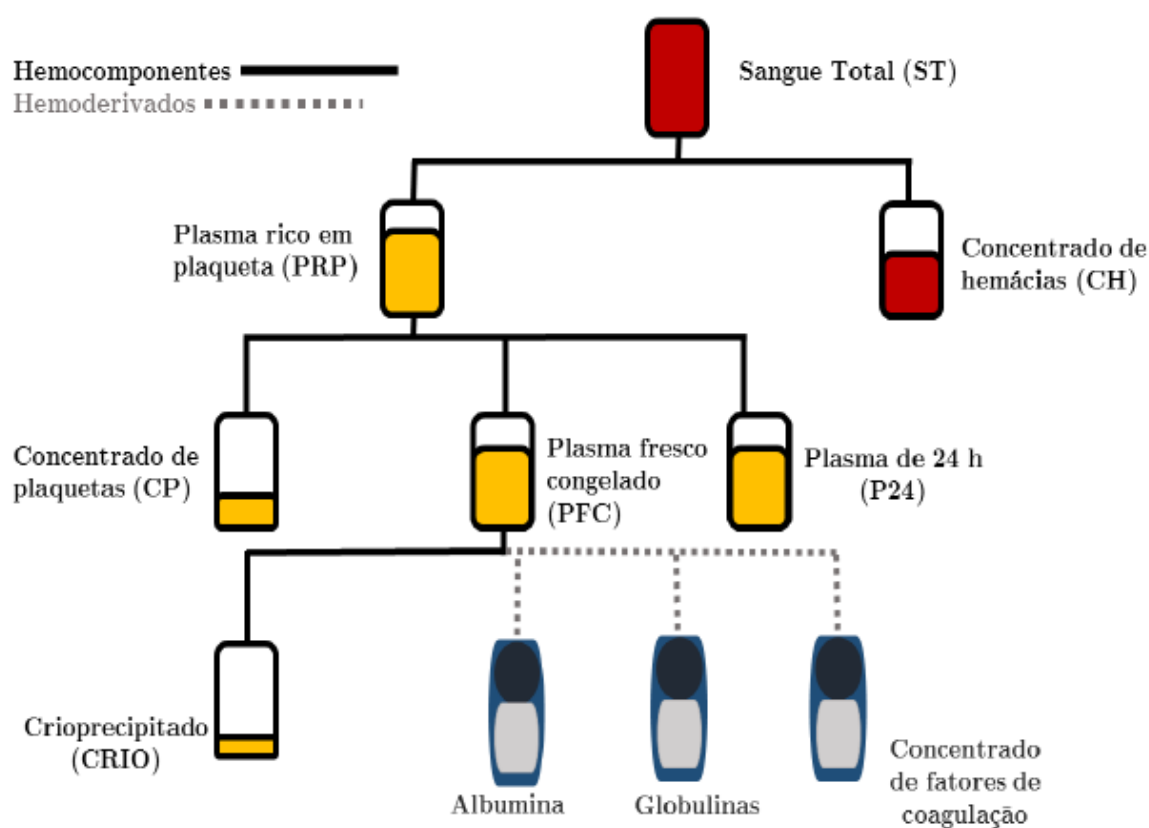 Hemocomponentes
Hemoderivados
Sangue Total (ST)
Plasma rico em
plaqueta (PRP)
Concentrado de
hemácias (CH)
Concentrado de
plaquetas (CP)
Plasma fresco
congelado
(PFC)
Plasma de 24 h
(P24)
Crioprecipitado
(CRIO)
Albumina
Globulinas
Concentrado
de fatores de
coagulação